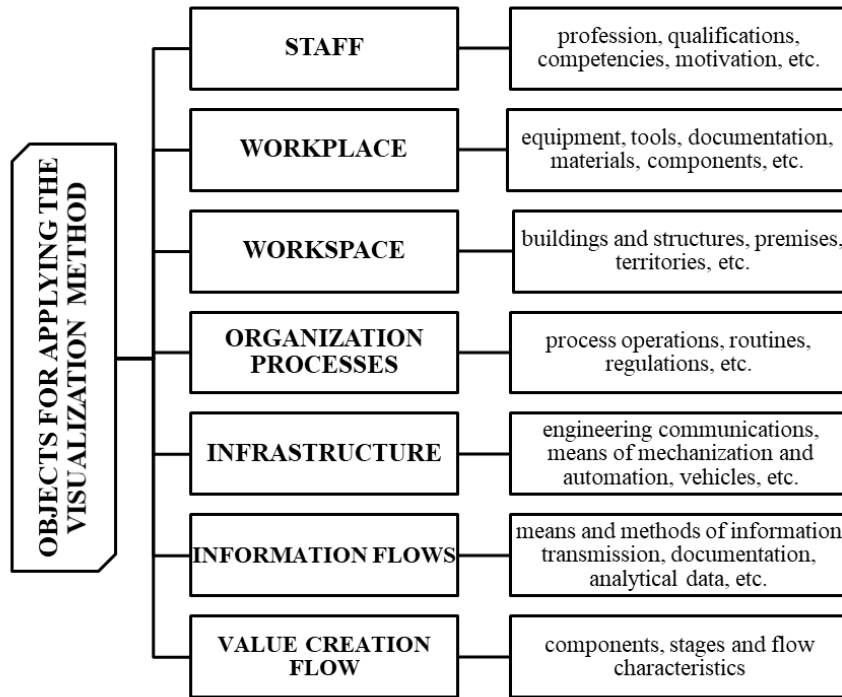 OBJECTS FOR APPLYING THE
VISUALIZATION METHOD
STAFF
profession, qualifications,
competencies, motivation, etc.
WORKPLACE
equipment, tools, documentation,
materials, components, etc.
WORKSPACE
buildings and structures, premises,
territories, etc.
ORGANIZATION
PROCESSES
process operations, routines,
regulations, etc.
INFRASTRUCTURE
engineering communications,
means of mechanization and
automation, vehicles, etc.
INFORMATION FLOWS
means and methods of information
transmission, documentation,
analytical data, etc.
VALUE CREATION
FLOW
components, stages and flow
characteristics